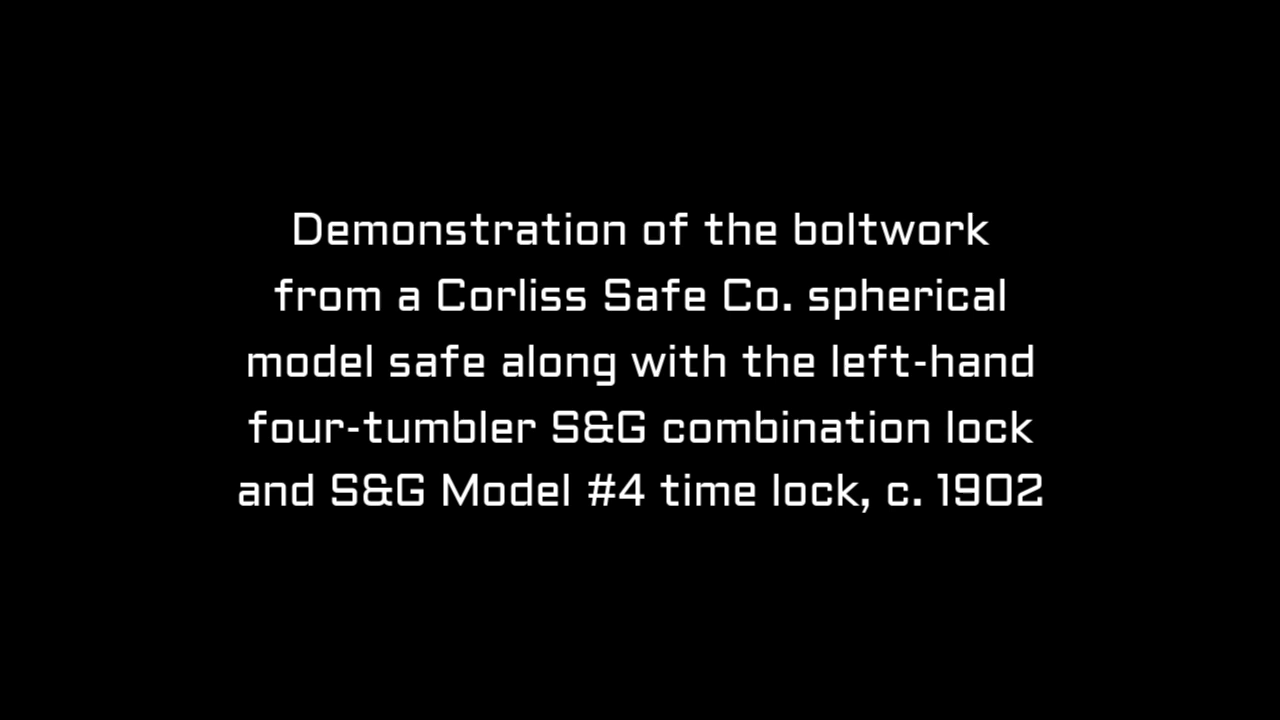 Demonstration of the boltwork
from a Corliss Safe Co. spherical
model safe along with the left-hand
four-tumbler S&G combination lock
and S&G Model #4 time lock, c. 1902